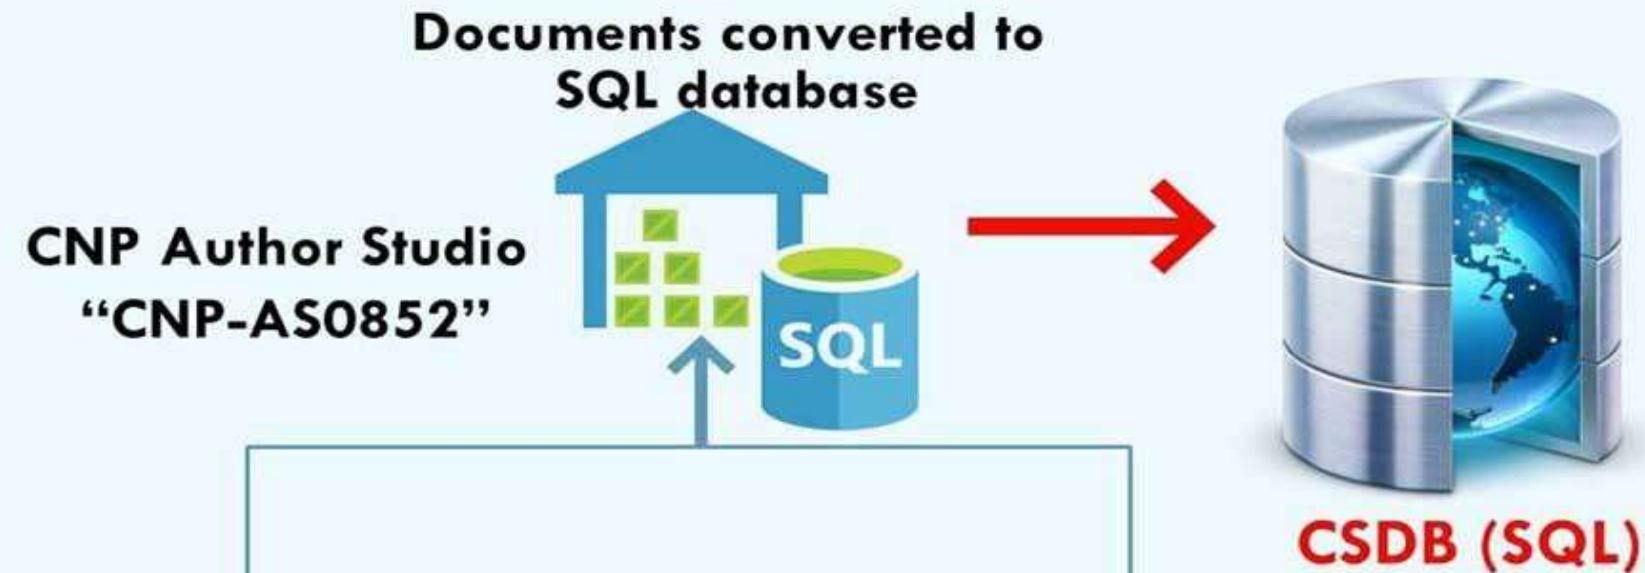 Documents converted to
SQL database
CNP Author Studio
“CNP-AS0852”
SQL
CSDB (SQL)